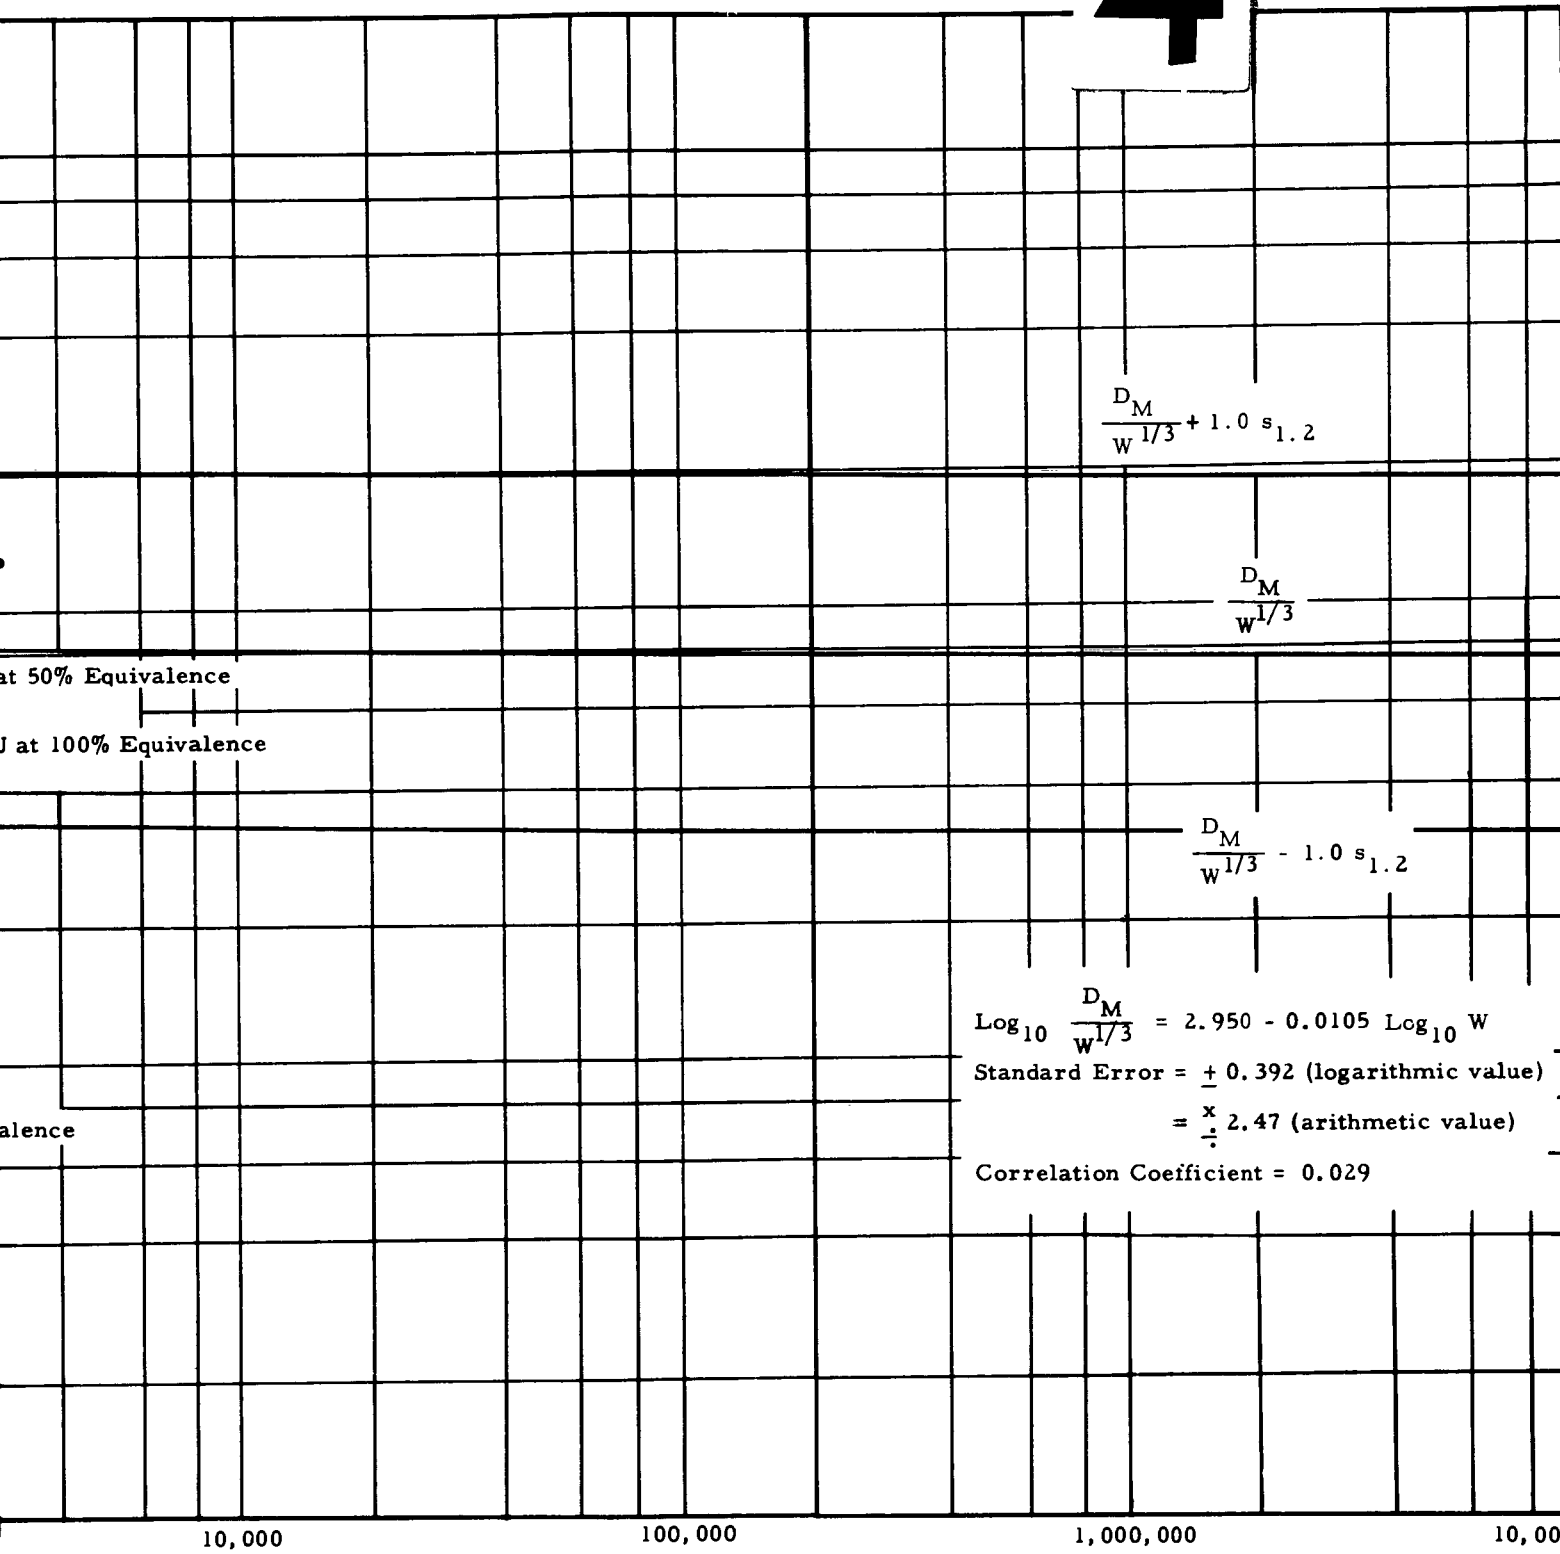 4
D_M / W^1/3 + 1.0 s_1.2
D_M / W^1/3
at 50% Equivalence
J at 100% Equivalence
D_M / W^1/3 - 1.0 s_1.2
Log_10 D_M / W^1/3 = 2.950 - 0.0105 Log_10 W
Standard Error = ± 0.392 (logarithmic value)
= x/÷ 2.47 (arithmetic value)
alence
Correlation Coefficient = 0.029
10,000 100,000 1,000,000 10,00